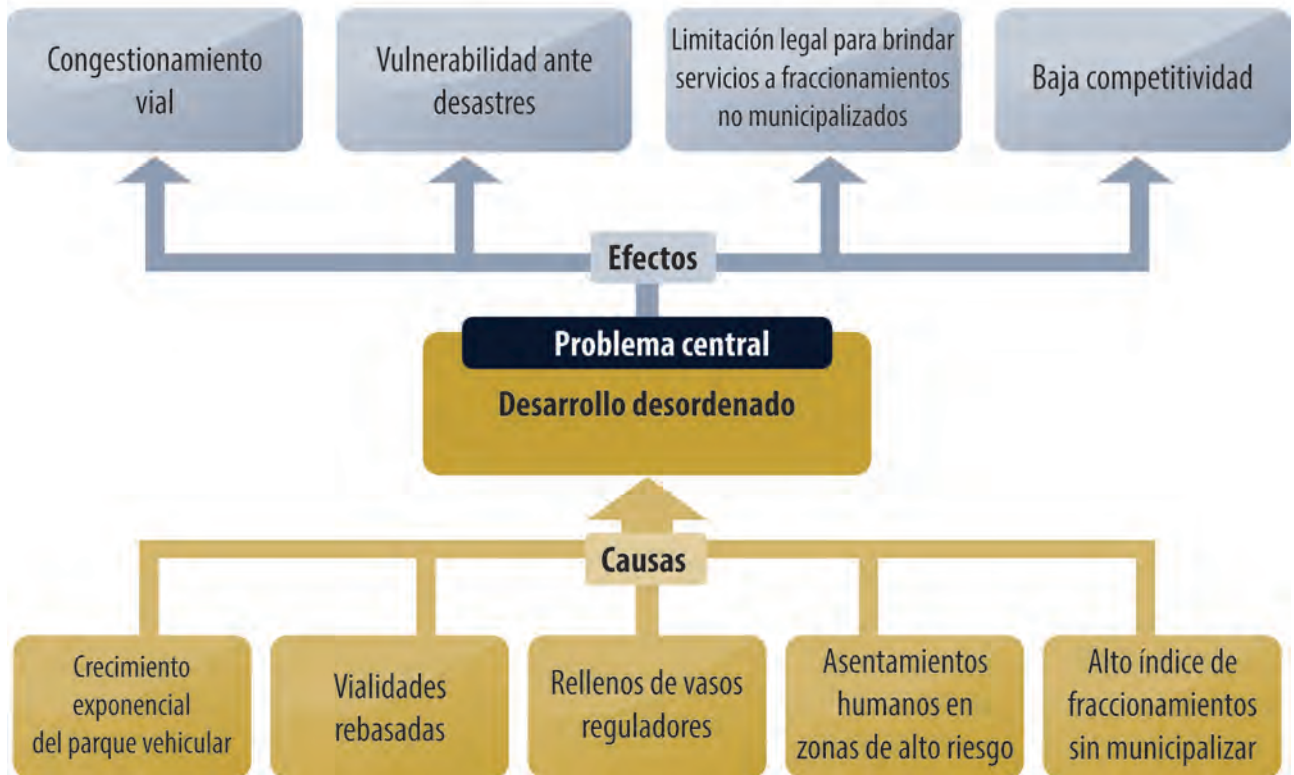 Congestionamiento
vial
Vulnerabilidad ante
desastres
Limitación legal para brindar
servicios a fraccionamientos
no municipalizados
Baja competitividad
Efectos
Problema central
Desarrollo desordenado
Causas
Crecimiento
exponencial
del parque vehicular
Vialidades
rebasadas
Rellenos de vasos
reguladores
Asentamientos
humanos en
zonas de alto riesgo
Alto índice de
fraccionamientos
sin municipalizar